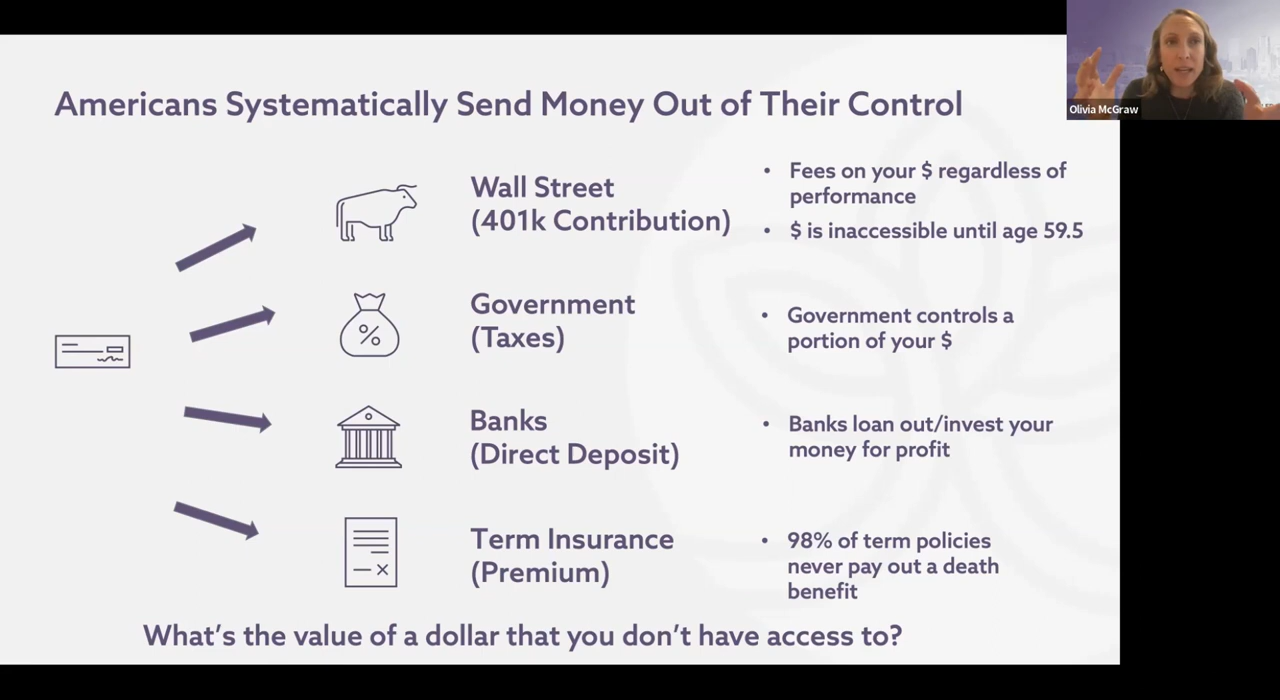 Americans Systematically Send Money Out of Their Control
Olivia McGraw
Wall Street
(401k Contribution)
• Fees on your $ regardless of
performance
• $ is inaccessible until age 59.5
%
Government
(Taxes)
• Government controls a
portion of your $
Banks
(Direct Deposit)
• Banks loan out/invest your
money for profit
Term Insurance
(Premium)
• 98% of term policies
never pay out a death
benefit
What's the value of a dollar that you don't have access to?